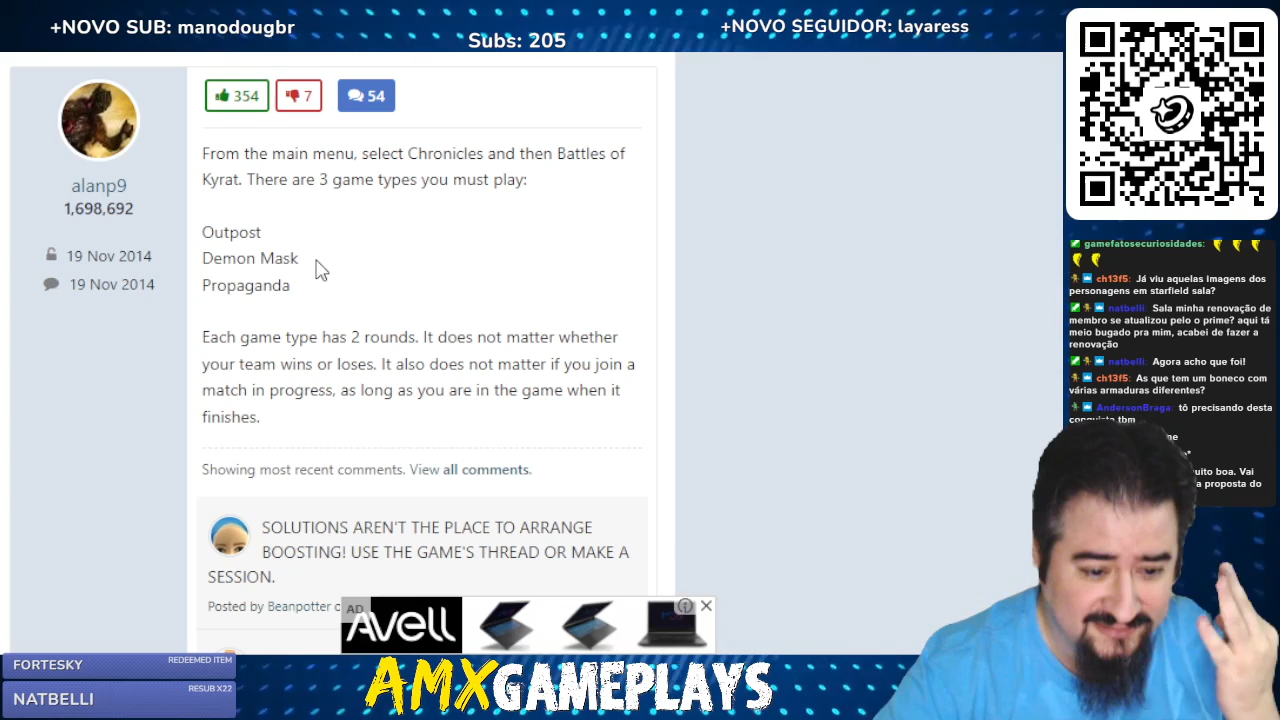 +NOVO SUB: manodougbr
Subs: 205
+NOVO SEGUIDOR: layaress
354
7
54
alanp9
1,698,692
19 Nov 2014
19 Nov 2014
From the main menu, select Chronicles and then Battles of
Kyrat. There are 3 game types you must play:
Outpost
Demon Mask
Propaganda
Each game type has 2 rounds. It does not matter whether
your team wins or loses. It also does not matter if you join a
match in progress, as long as you are in the game when it
finishes.
Showing most recent comments. View all comments.
SOLUTIONS AREN'T THE PLACE TO ARRANGE
BOOSTING! USE THE GAME'S THREAD OR MAKE A
SESSION.
Posted by Beanpotter
AD
AVELL
gamefatosecuriosidades:
ch13f5: Já viu aquelas imagens dos
personagens em starfield sala?
natbelli: Sala minha renovação de
membro se atualizou pelo o prime? aqui tá
meio bugado pra mim, acabei de fazer a
renovação
natbelli: Agora acho que foi!
ch13f5: As que tem um boneco com
várias armaduras diferentes?
AndersonBraga: tô precisando desta
conquista tbm
boa. Vai
a proposta do
FORTESKY
REDEEMED ITEM
NATBELLI
RESUB X22
AMXGAMEPLAYS